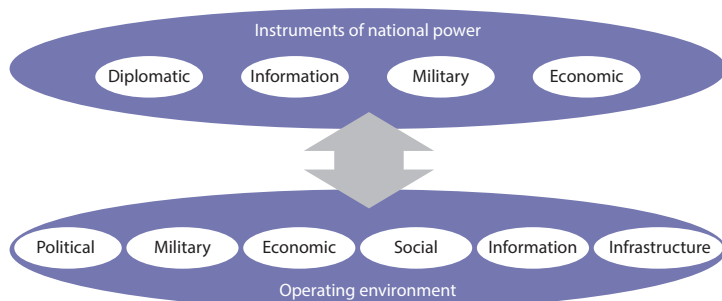 Instruments of national power
Diplomatic Information Military Economic
Political Military Economic Social Information Infrastructure
Operating environment